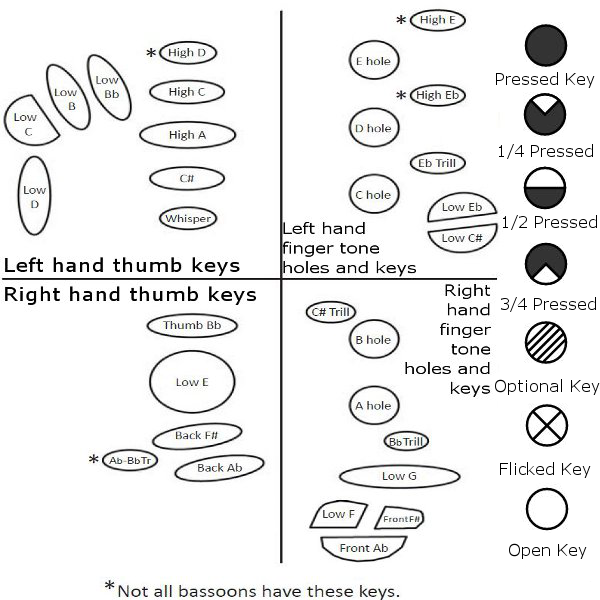 * High D
High C
High A
C#
Whisper
Low
Bb
Low
B
Low
C
Low
D
Left hand thumb keys
* High E
E hole
* High Eb
D hole
Eb Trill
C hole
Low Eb
Low C#
Left hand
finger tone
holes and keys
Right hand thumb keys
Thumb Bb
Low E
Back F#
* Ab-BbTr
Back Ab
C# Trill
B hole
A hole
BbTrill
Low G
Low F
FrontF#
Front Ab
Right
hand
finger
tone
holes and
keys
Pressed Key
1/4 Pressed
1/2 Pressed
3/4 Pressed
Optional Key
Flicked Key
Open Key
*Not all bassoons have these keys.